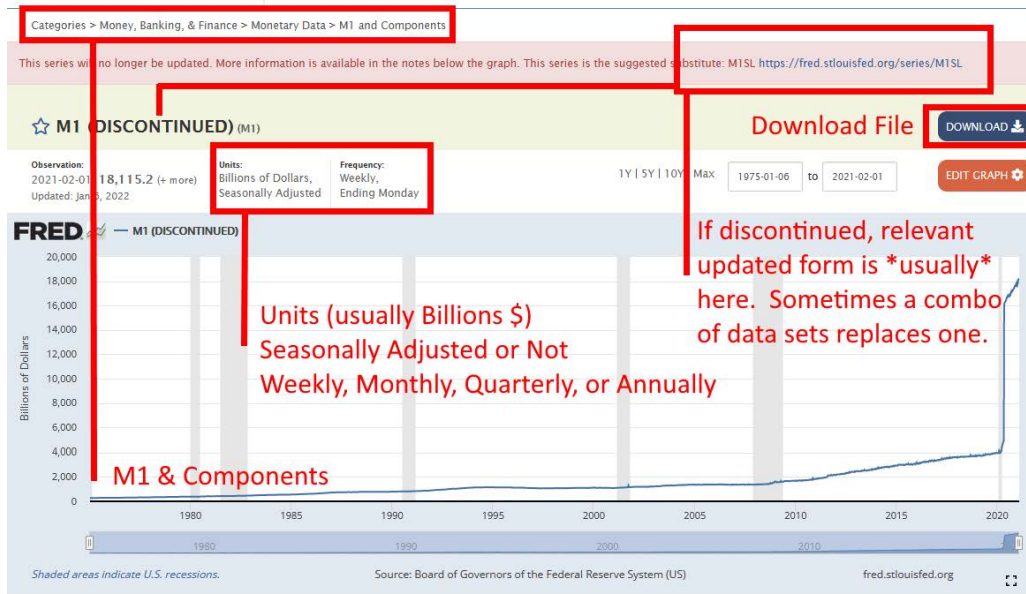 Categories > Money, Banking, & Finance > Monetary Data > M1 and Components
This series will no longer be updated. More information is available in the notes below the graph. This series is the suggested substitute: M1SL https://fred.stlouisfed.org/series/M1SL
M1 (DISCONTINUED) (M1)
Download File
DOWNLOAD
Observation:
2021-02-01: 18,115.2 (+ more)
Updated: Jan 6, 2022
Units:
Billions of Dollars,
Seasonally Adjusted
Frequency:
Weekly,
Ending Monday
1Y | 5Y | 10Y | Max
1975-01-06 to 2021-02-01
EDIT GRAPH
FRED
M1 (DISCONTINUED)
If discontinued, relevant
updated form is *usually*
here. Sometimes a combo
of data sets replaces one.
Units (usually Billions $)
Seasonally Adjusted or Not
Weekly, Monthly, Quarterly, or Annually
M1 & Components
Billions of Dollars
20,000
18,000
16,000
14,000
12,000
10,000
8,000
6,000
4,000
2,000
0
1980 1985 1990 1995 2000 2005 2010 2015 2020
1980 1990 2000 2010
Shaded areas indicate U.S. recessions.
Source: Board of Governors of the Federal Reserve System (US)
fred.stlouisfed.org